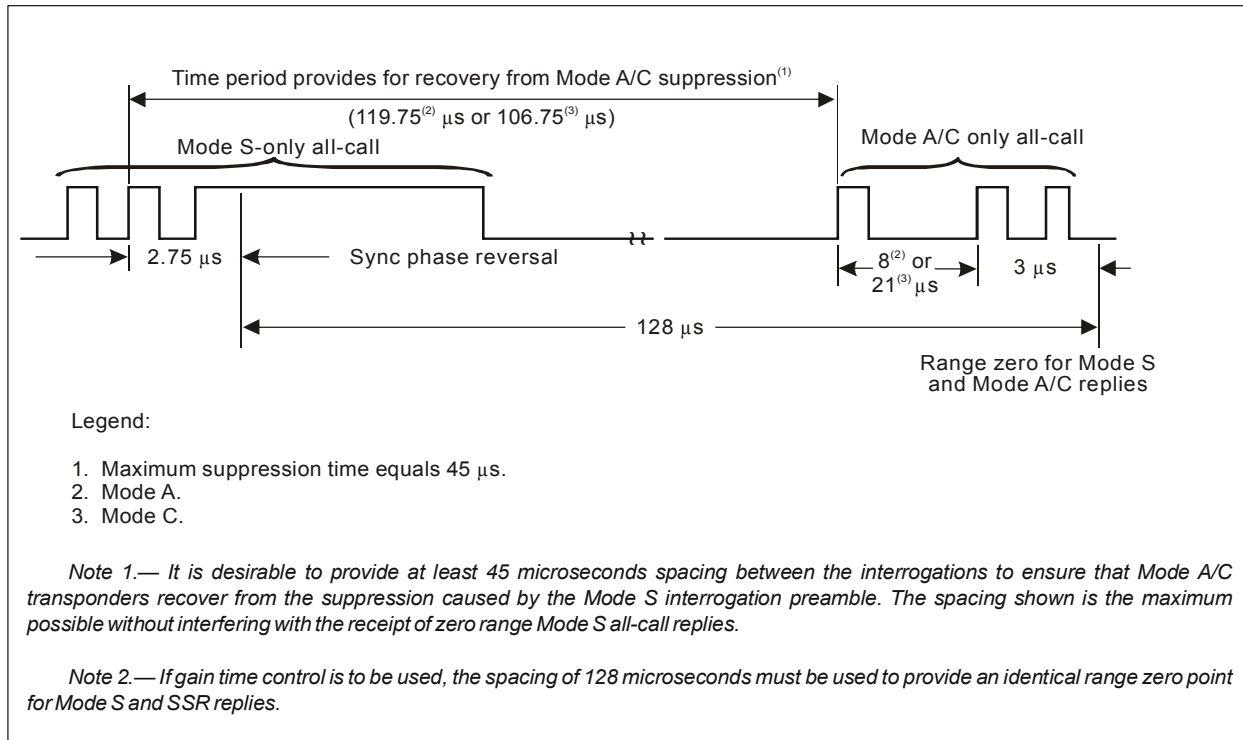 Time period provides for recovery from Mode A/C suppression(1)
(119.75(2) μs or 106.75(3) μs)
Mode S-only all-call
Mode A/C only all-call
2.75 μs
Sync phase reversal
8(2) or
21(3) μs
3 μs
128 μs
Range zero for Mode S
and Mode A/C replies
Legend:
1. Maximum suppression time equals 45 μs.
2. Mode A.
3. Mode C.
Note 1.— It is desirable to provide at least 45 microseconds spacing between the interrogations to ensure that Mode A/C
transponders recover from the suppression caused by the Mode S interrogation preamble. The spacing shown is the maximum
possible without interfering with the receipt of zero range Mode S all-call replies.
Note 2.— If gain time control is to be used, the spacing of 128 microseconds must be used to provide an identical range zero point
for Mode S and SSR replies.